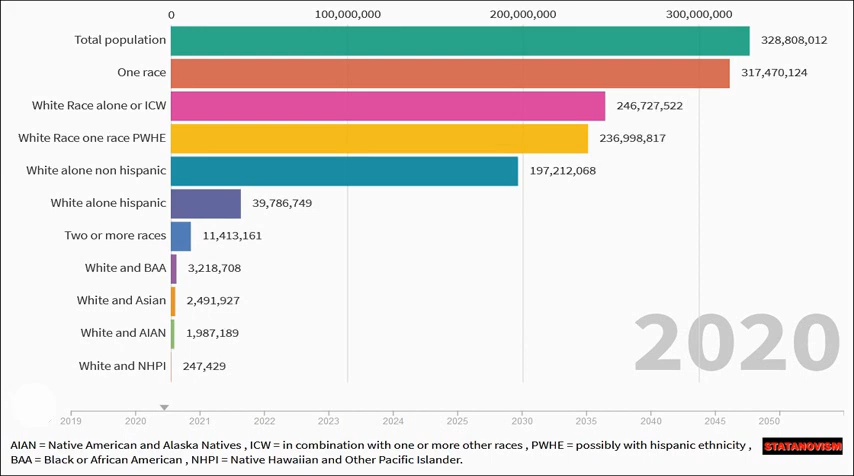 0 100,000,000 200,000,000 300,000,000
Total population 328,808,012
One race 317,470,124
White Race alone or ICW 246,727,522
White Race one race PWHE 236,998,817
White alone non hispanic 197,212,068
White alone hispanic 39,786,749
Two or more races 11,413,161
White and BAA 3,218,708
White and Asian 2,491,927
White and AIAN 1,987,189
White and NHPI 247,429
2020
2019 2020 2021 2022 2023 2024 2025 2030 2035 2040 2045 2050
AIAN = Native American and Alaska Natives , ICW = in combination with one or more other races , PWHE = possibly with hispanic ethnicity ,
BAA = Black or African American , NHPI = Native Hawaiian and Other Pacific Islander.
STATANOVISM